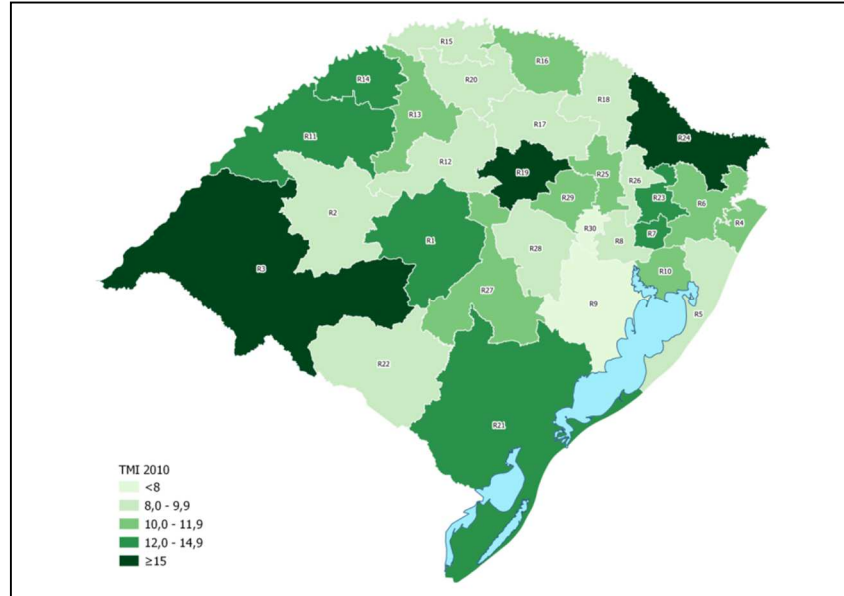 R15
R16
R14
R20
R18
R13
R17
R11
R24
R12
R19
R25
R26
R23
R6
R29
R2
R4
R30
R7
R8
R1
R28
R3
R10
R27
R9
R5
R22
R21
TMI 2010
<8
8,0 - 9,9
10,0 - 11,9
12,0 - 14,9
≥15